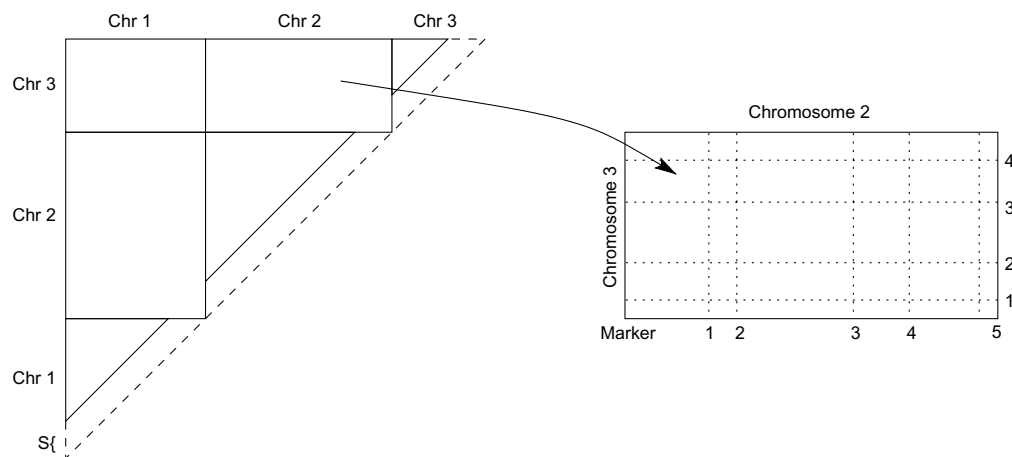 Chr 1 Chr 2 Chr 3
Chr 3
Chr 2
Chr 1
S{
Chromosome 2
Chromosome 3
4
3
2
1
Marker 1 2 3 4 5